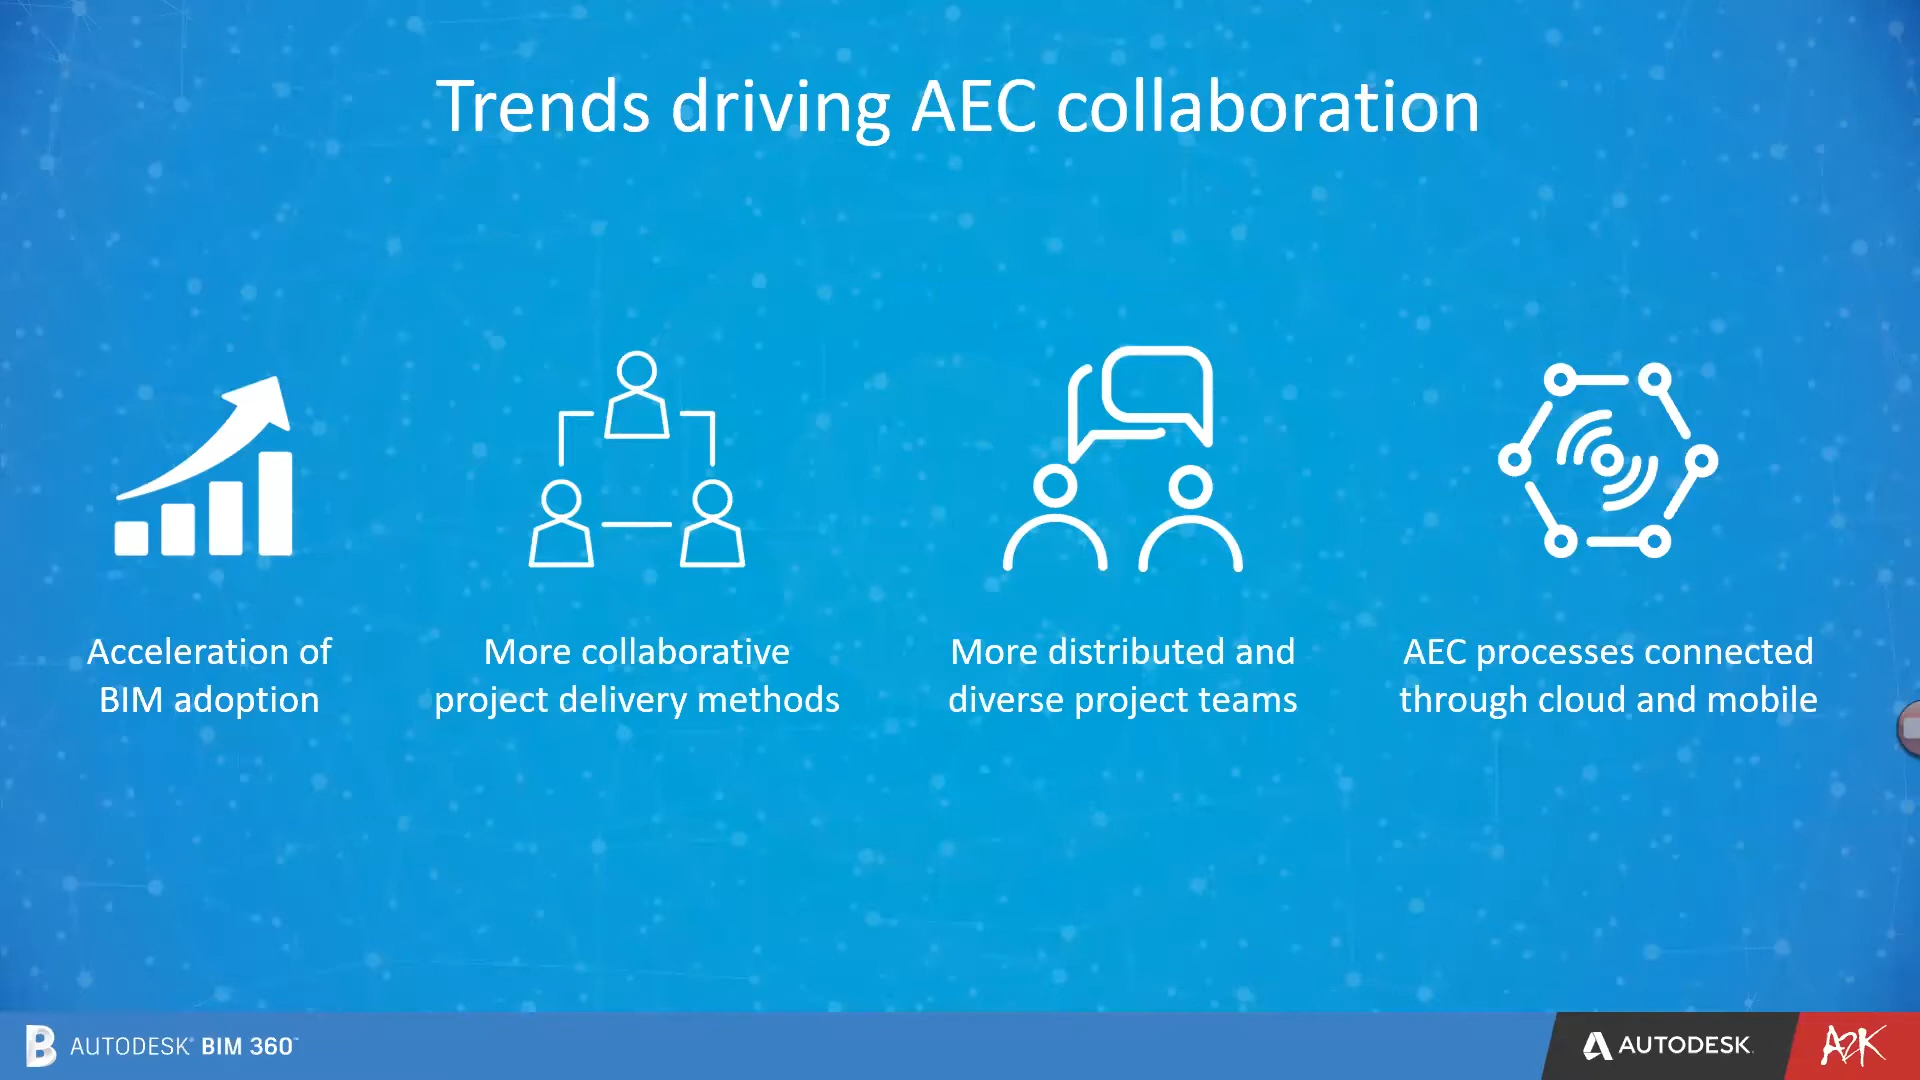 Trends driving AEC collaboration
Acceleration of
BIM adoption
More collaborative
project delivery methods
More distributed and
diverse project teams
AEC processes connected
through cloud and mobile
AUTODESK® BIM 360™
AUTODESK.
A2K